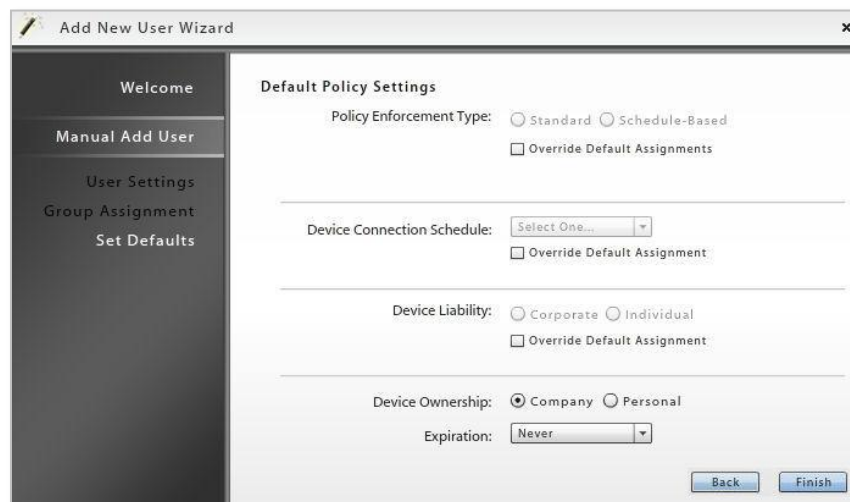 Add New User Wizard
Welcome
Manual Add User
User Settings
Group Assignment
Set Defaults
Default Policy Settings
Policy Enforcement Type: Standard Schedule-Based
Override Default Assignments
Device Connection Schedule: Select One...
Override Default Assignment
Device Liability: Corporate Individual
Override Default Assignment
Device Ownership: Company Personal
Expiration: Never
Back Finish